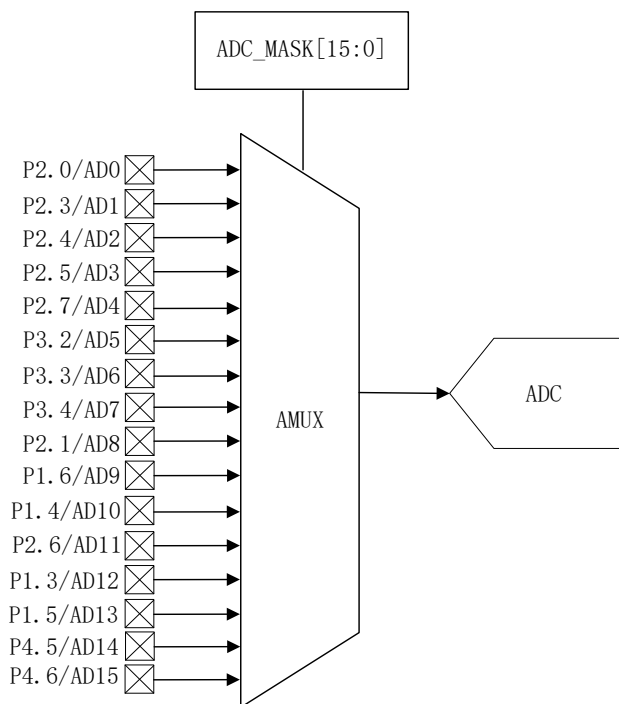 ADC_MASK[15:0]
P2.0/AD0
P2.3/AD1
P2.4/AD2
P2.5/AD3
P2.7/AD4
P3.2/AD5
P3.3/AD6
P3.4/AD7
P2.1/AD8
P1.6/AD9
P1.4/AD10
P2.6/AD11
P1.3/AD12
P1.5/AD13
P4.5/AD14
P4.6/AD15
AMUX
ADC